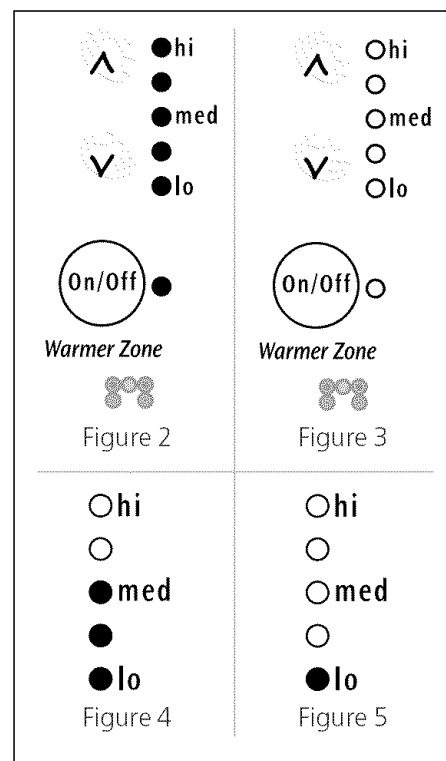 hi
med
lo
On/Off
Warmer Zone
Figure 2
hi
med
lo
On/Off
Warmer Zone
Figure 3
hi
med
lo
Figure 4
hi
med
lo
Figure 5